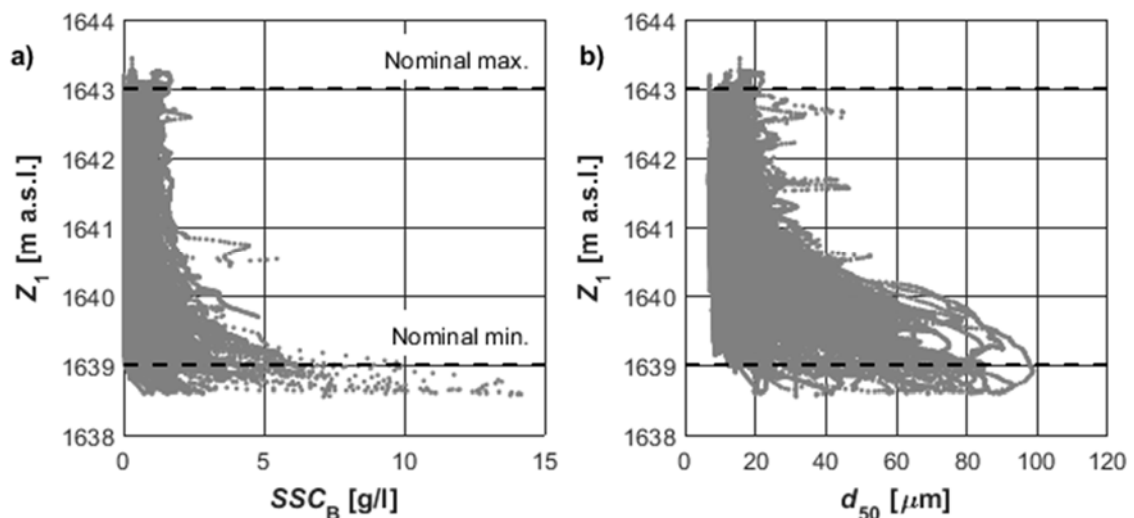 a)
Z1 [m a.s.l.]
1644
1643
1642
1641
1640
1639
1638
Nominal max.
Nominal min.
0 5 10 15
SSCB [g/l]
b)
Z1 [m a.s.l.]
1644
1643
1642
1641
1640
1639
1638
0 20 40 60 80 100 120
d50 [μm]